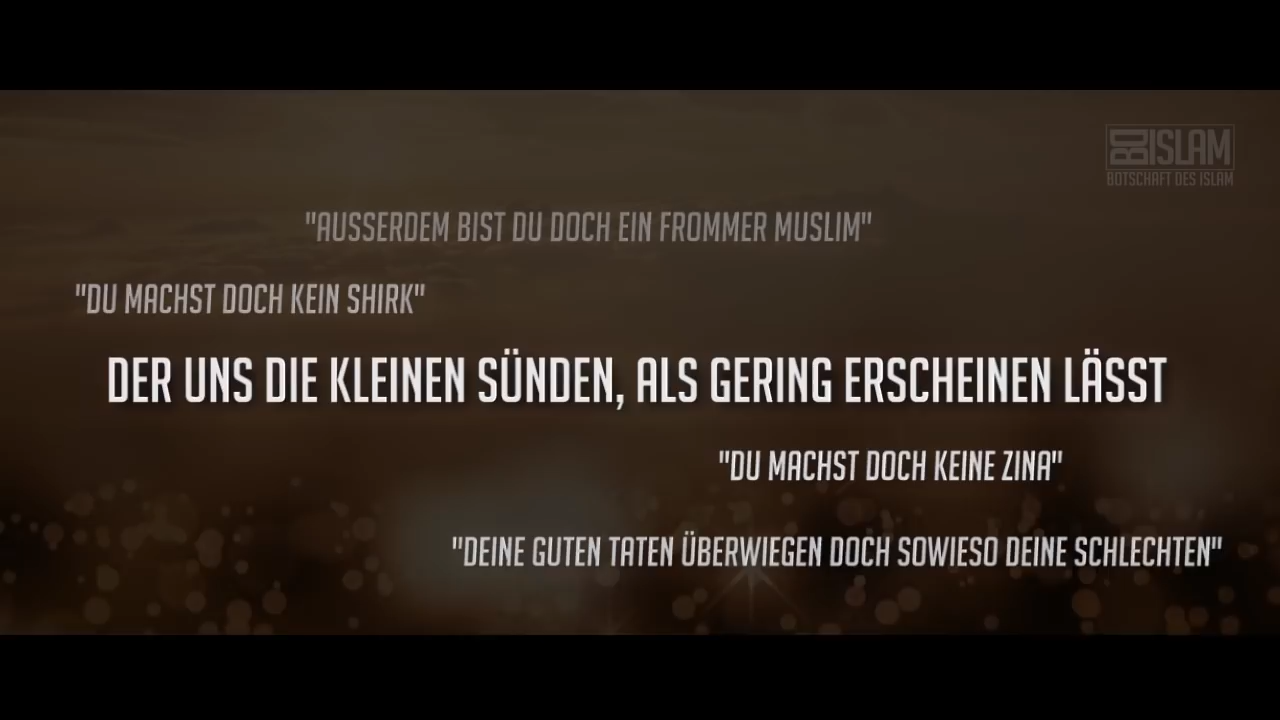 BD ISLAM
BOTSCHAFT DES ISLAM
"AUSSERDEM BIST DU DOCH EIN FROMMER MUSLIM"
"DU MACHST DOCH KEIN SHIRK"
DER UNS DIE KLEINEN SÜNDEN, ALS GERING ERSCHEINEN LÄSST
"DU MACHST DOCH KEINE ZINA"
"DEINE GUTEN TATEN ÜBERWIEGEN DOCH SOWIESO DEINE SCHLECHTEN"